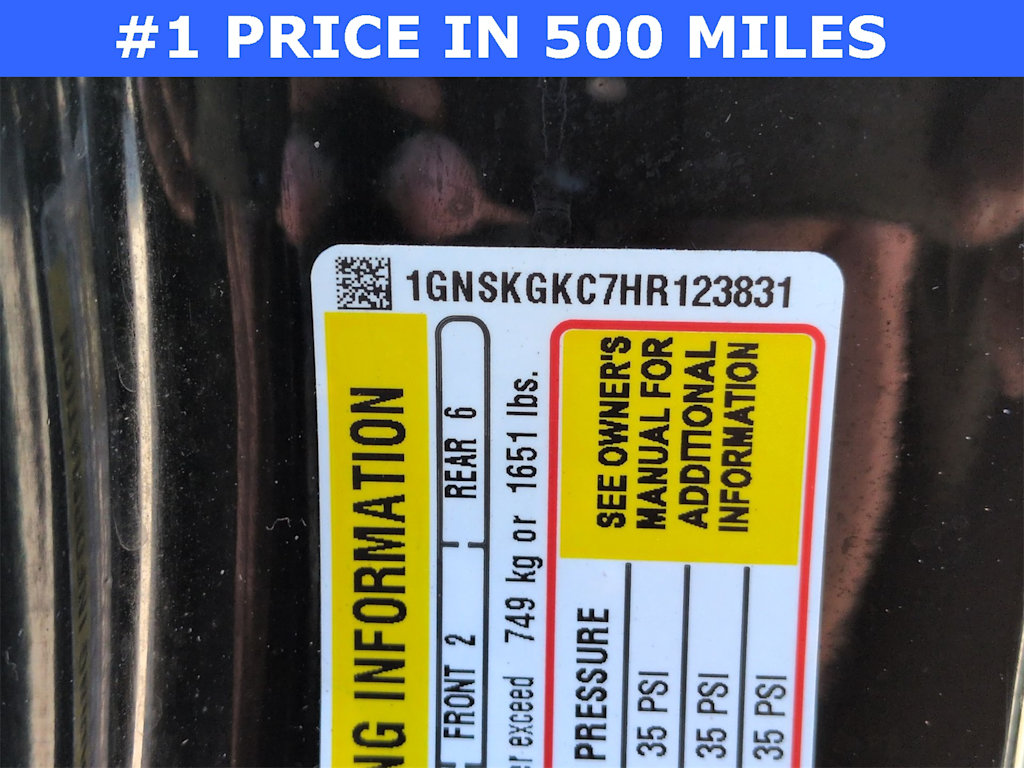 #1 PRICE IN 500 MILES
1GNSKGKC7HR123831
NG INFORMATION
FRONT 2
REAR 6
exceed 749 kg or 1651 lbs.
SEE OWNER'S
MANUAL FOR
ADDITIONAL
INFORMATION
PRESSURE
35 PSI
35 PSI
35 PSI